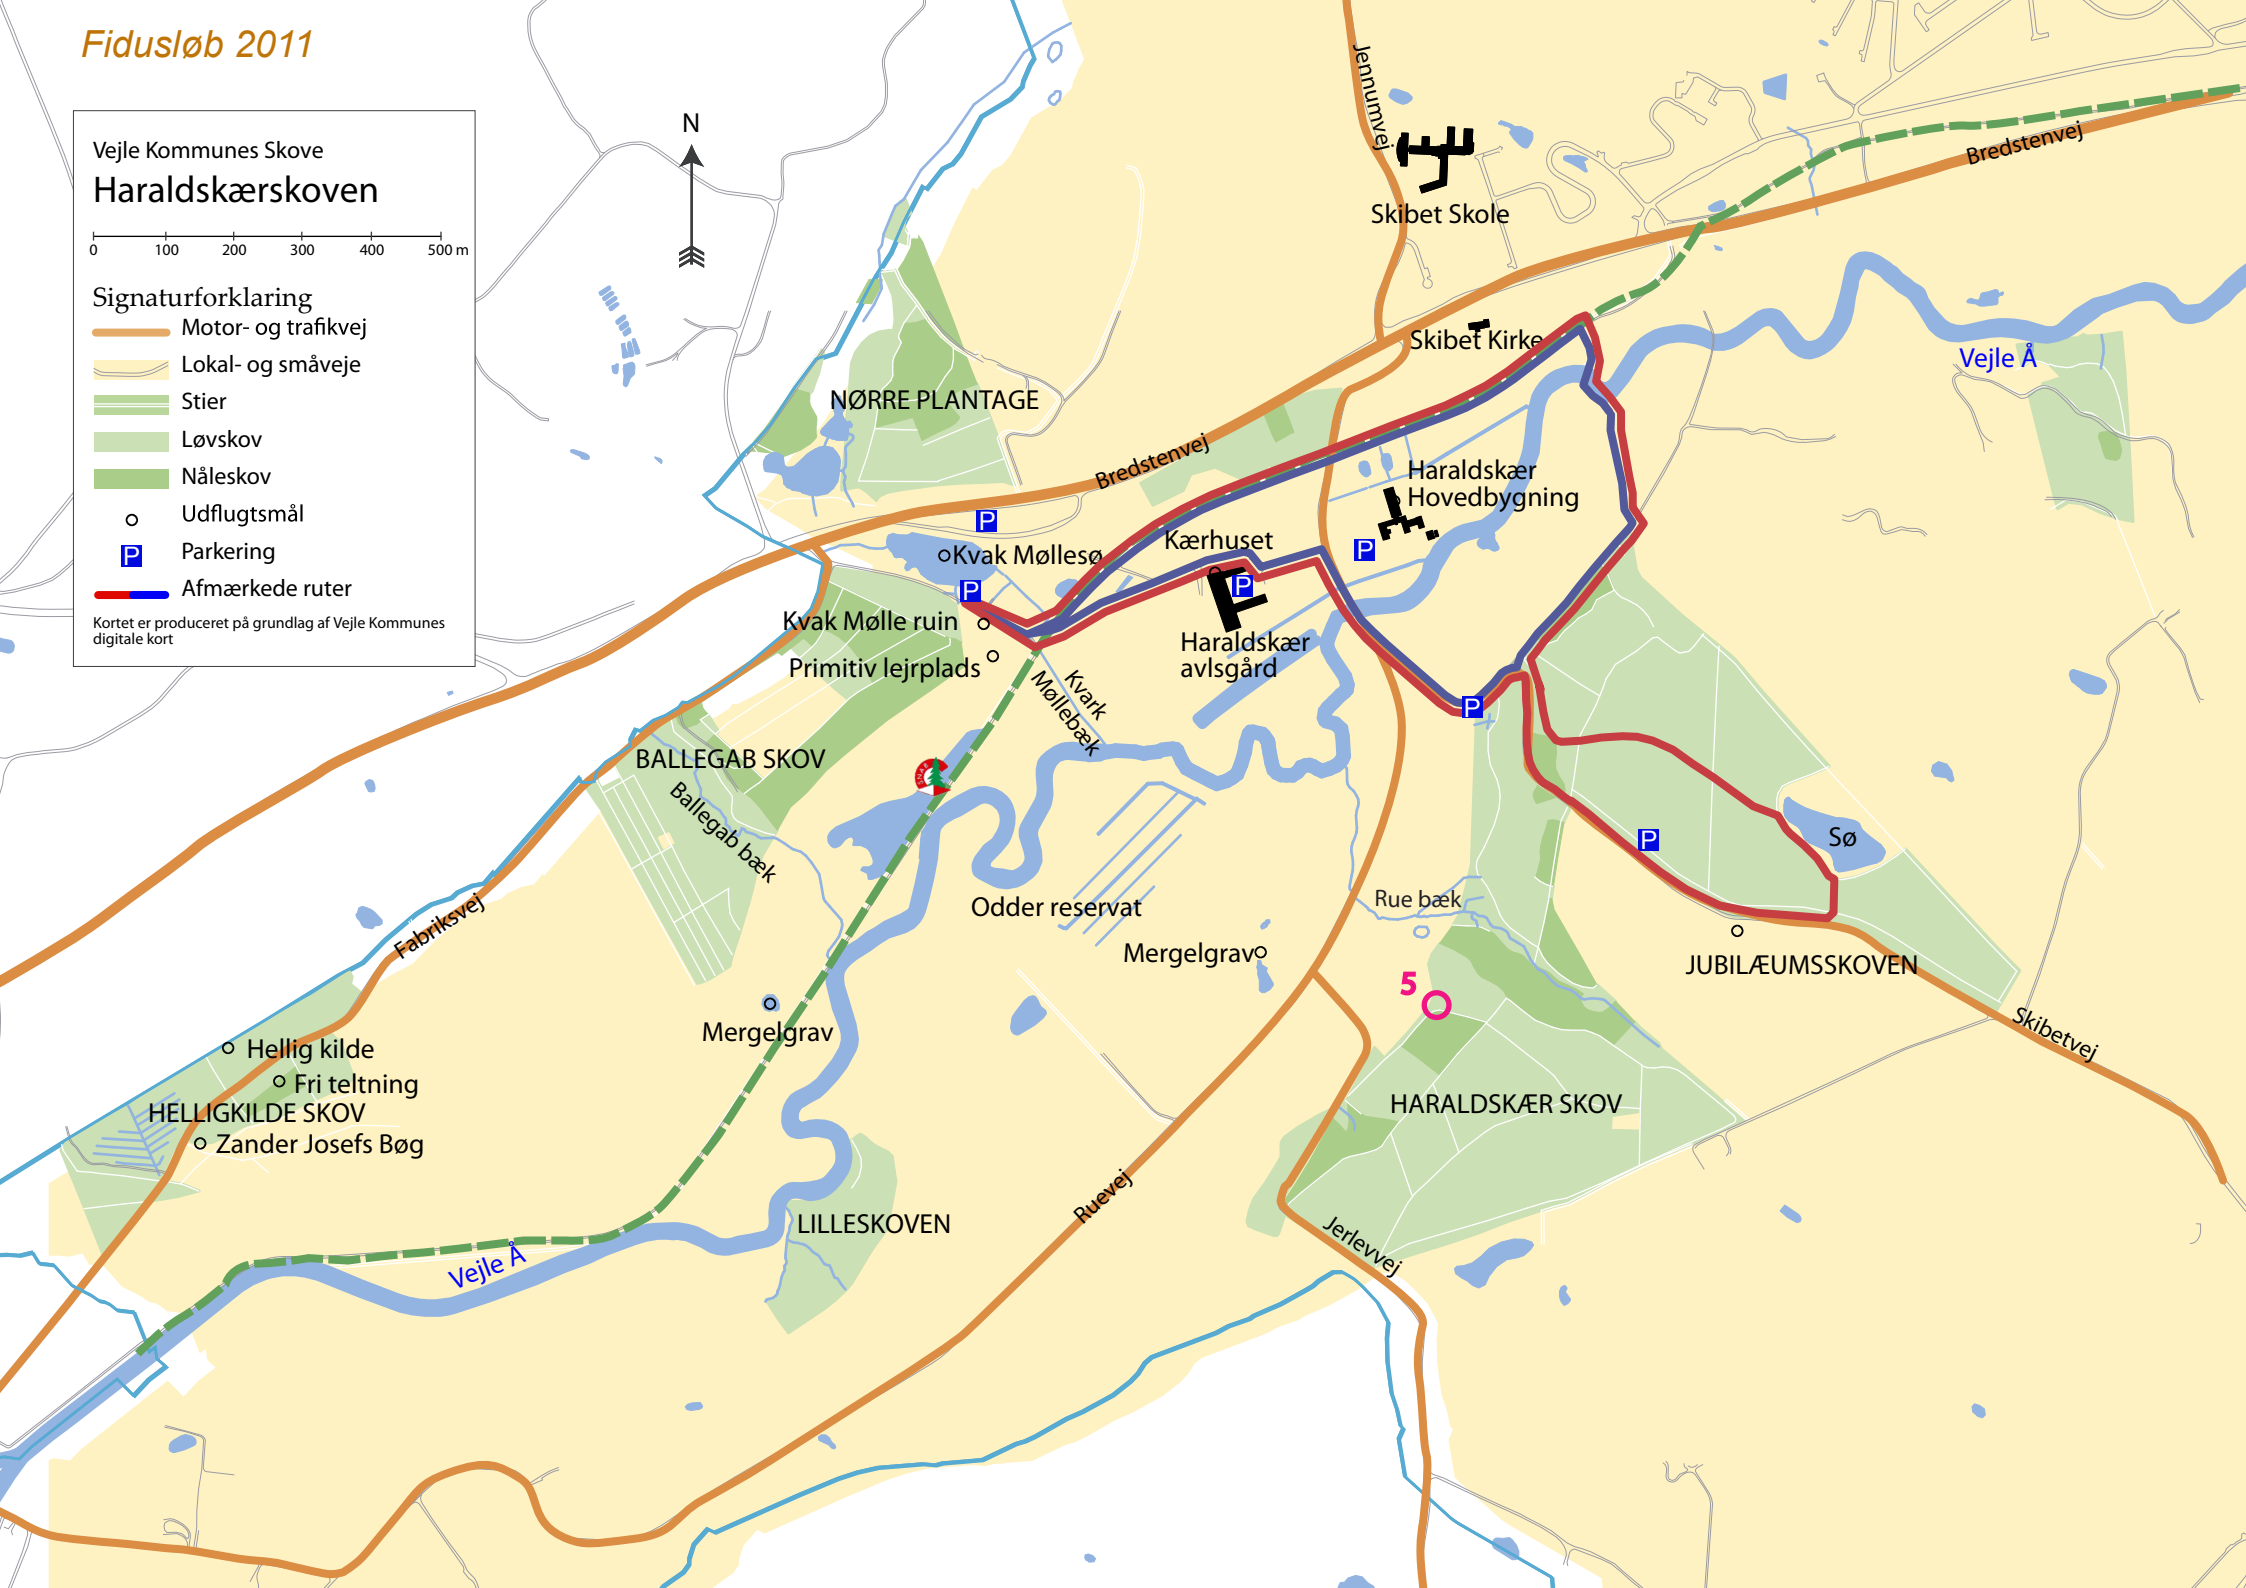 Fidusløb 2011
Vejle Kommunes Skove
Haraldskærskoven
0 100 200 300 400 500 m
Signaturforklaring
Motor- og trafikvej
Lokal- og småveje
Stier
Løvskov
Nåleskov
Udflugtsmål
P Parkering
Afmærkede ruter
Kortet er produceret på grundlag af Vejle Kommunes
digitale kort
N
Jennumvej
Skibet Skole
Bredstenvej
Skibet Kirke
Vejle Å
NØRRE PLANTAGE
Bredstenvej
Haraldskær
Hovedbygning
P
Kvak Møllesø
Kærhuset
P
P
P
Kvak Mølle ruin
Haraldskær
avlsgård
Primitiv lejrplads
Kvark
Møllebæk
P
BALLEGAB SKOV
SNAB
Ballegab bæk
P
Sø
Odder reservat
Rue bæk
Fabriksvej
Mergelgrav
JUBILÆUMSSKOVEN
5
Mergelgrav
Skibetvej
Hellig kilde
Fri teltning
HELLIGKILDE SKOV
Zander Josefs Bøg
HARALDSKÆR SKOV
Ruevej
LILLESKOVEN
Jerlevvej
Vejle Å